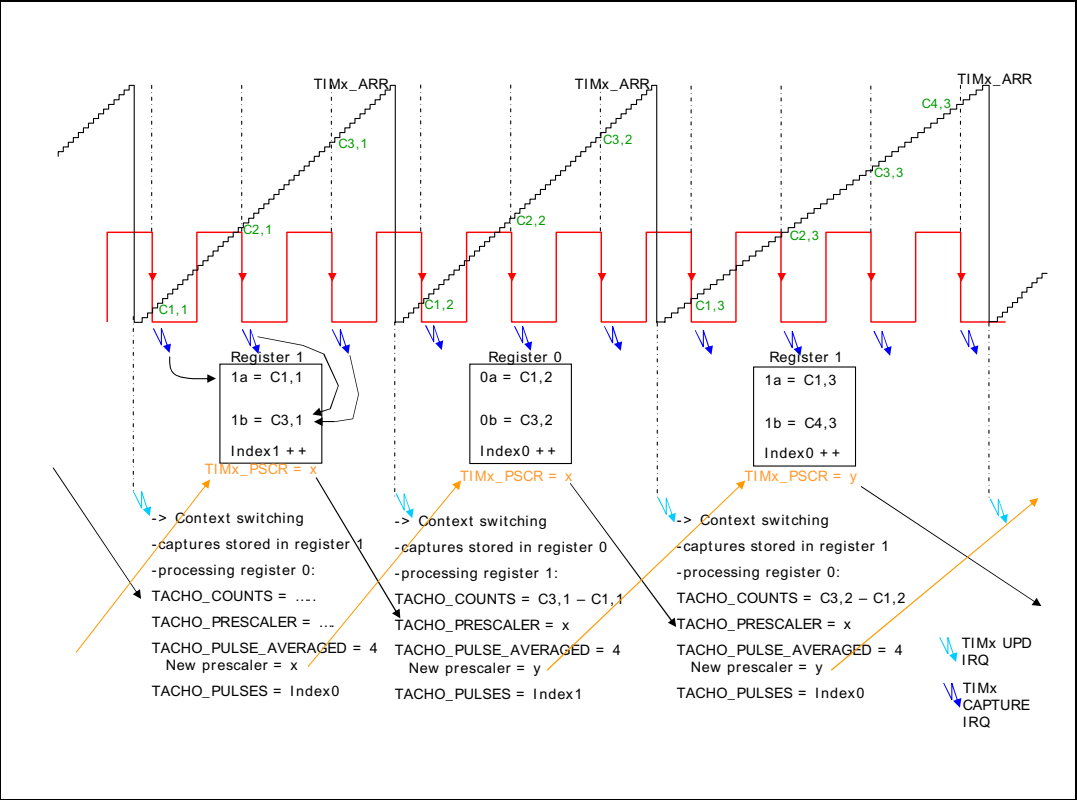 TIMx_ARR
TIMx_ARR
TIMx_ARR
C4,3
C3,1
C3,2
C3,3
C2,1
C2,2
C2,3
C1,1
C1,2
C1,3
Register 1
1a = C1,1
1b = C3,1
Index1 ++
TIMx_PSCR = x
Register 0
0a = C1,2
0b = C3,2
Index0 ++
TIMx_PSCR = x
Register 1
1a = C1,3
1b = C4,3
Index0 ++
TIMx_PSCR = y
-> Context switching
-captures stored in register 1
-processing register 0:
TACHO_COUNTS = .....
TACHO_PRESCALER = ....
TACHO_PULSE_AVERAGED = 4
New prescaler = x
TACHO_PULSES = Index0
-> Context switching
-captures stored in register 0
-processing register 1:
TACHO_COUNTS = C3,1 – C1,1
TACHO_PRESCALER = x
TACHO_PULSE_AVERAGED = 4
New prescaler = y
TACHO_PULSES = Index1
-> Context switching
-captures stored in register 1
-processing register 0:
TACHO_COUNTS = C3,2 – C1,2
TACHO_PRESCALER = x
TACHO_PULSE_AVERAGED = 4
New prescaler = y
TACHO_PULSES = Index0
TIMx UPD
IRQ
TIMx
CAPTURE
IRQ